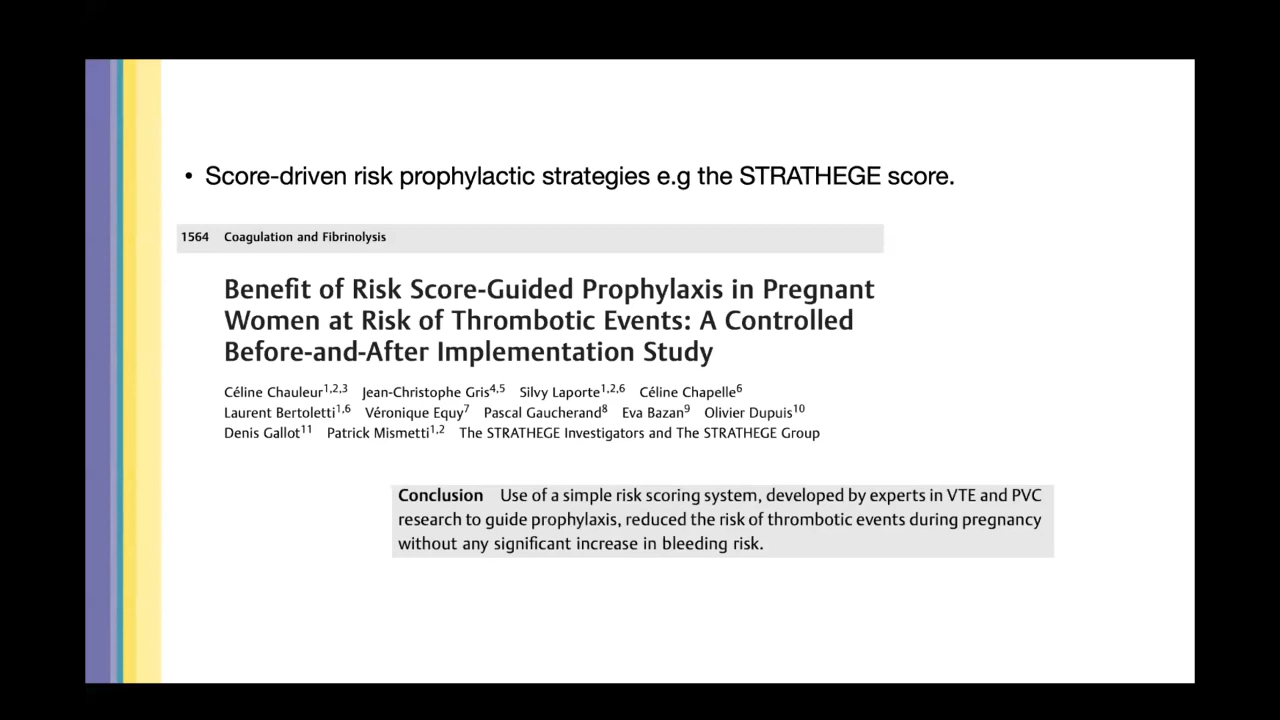 • Score-driven risk prophylactic strategies e.g the STRATHEGE score.
1564 Coagulation and Fibrinolysis
Benefit of Risk Score-Guided Prophylaxis in Pregnant
Women at Risk of Thrombotic Events: A Controlled
Before-and-After Implementation Study
Céline Chauleur1,2,3 Jean-Christophe Gris4,5 Silvy Laporte1,2,6 Céline Chapelle6
Laurent Bertoletti1,6 Véronique Equy7 Pascal Gaucherand8 Eva Bazan9 Olivier Dupuis10
Denis Gallot11 Patrick Mismetti1,2 The STRATHEGE Investigators and The STRATHEGE Group
Conclusion Use of a simple risk scoring system, developed by experts in VTE and PVC
research to guide prophylaxis, reduced the risk of thrombotic events during pregnancy
without any significant increase in bleeding risk.